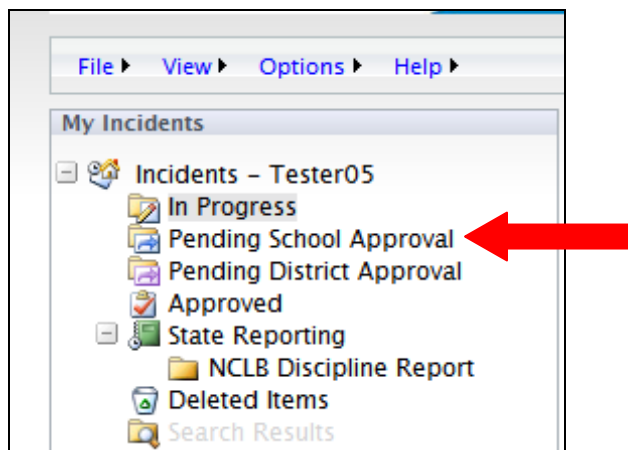 File View Options Help
My Incidents
Incidents – Tester05
In Progress
Pending School Approval
Pending District Approval
Approved
State Reporting
NCLB Discipline Report
Deleted Items
Search Results